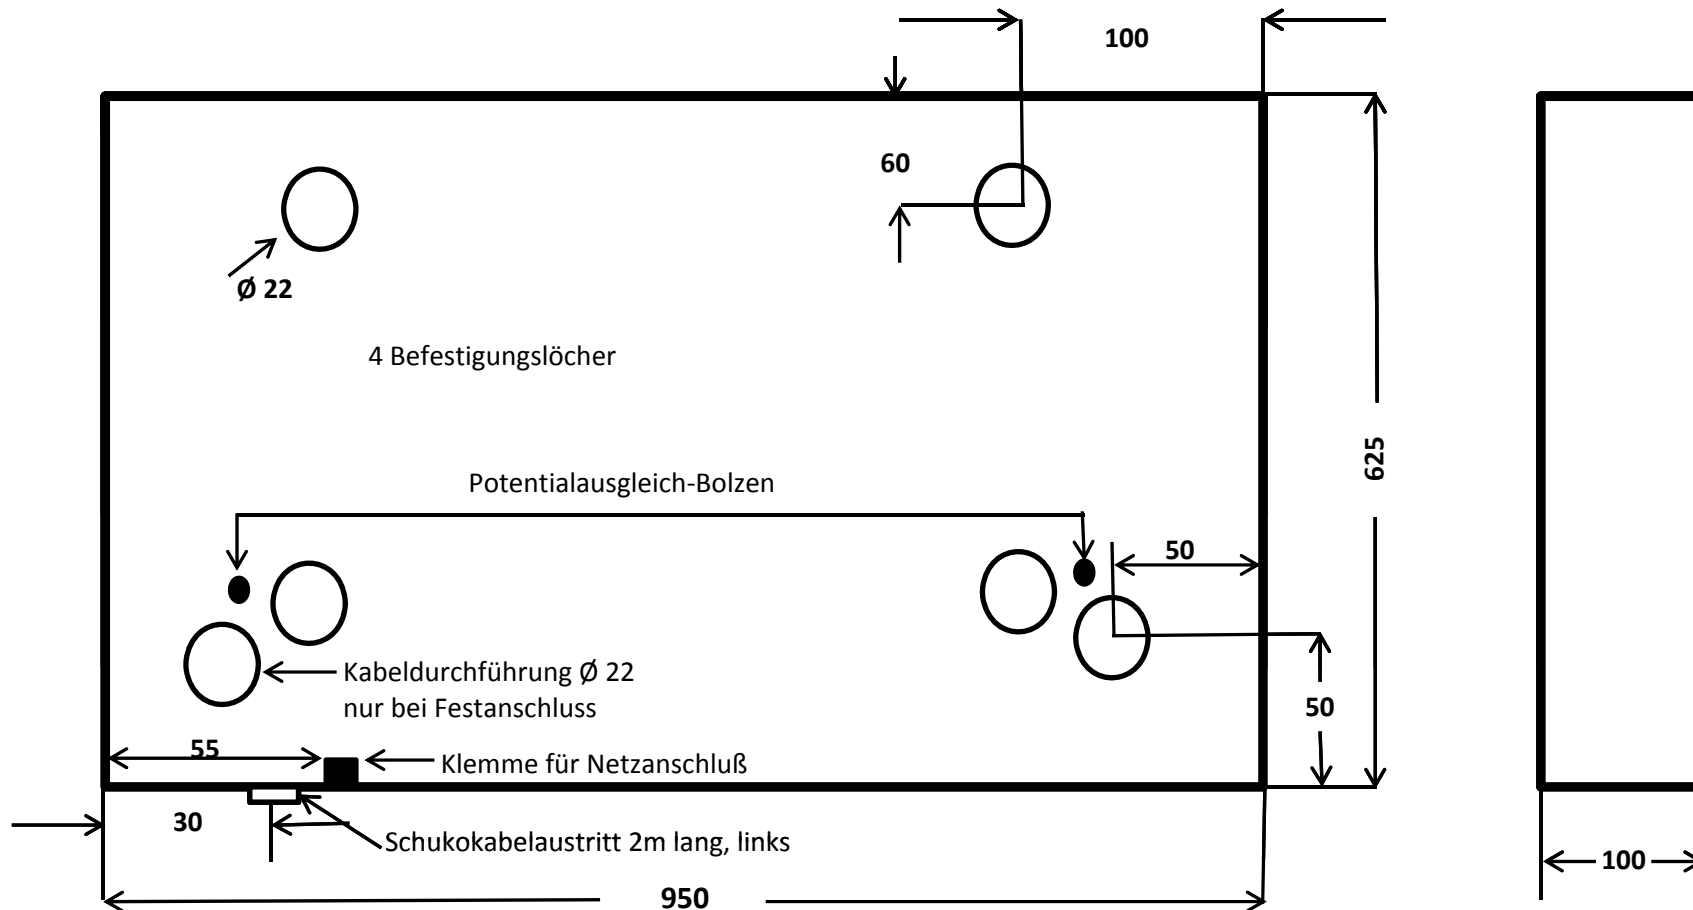 100
60
Ø 22
4 Befestigungslöcher
625
Potentialausgleich-Bolzen
50
Kabeldurchführung Ø 22
nur bei Festanschluss
50
55
Klemme für Netzanschluß
30
Schukokabelaustritt 2m lang, links
100
950